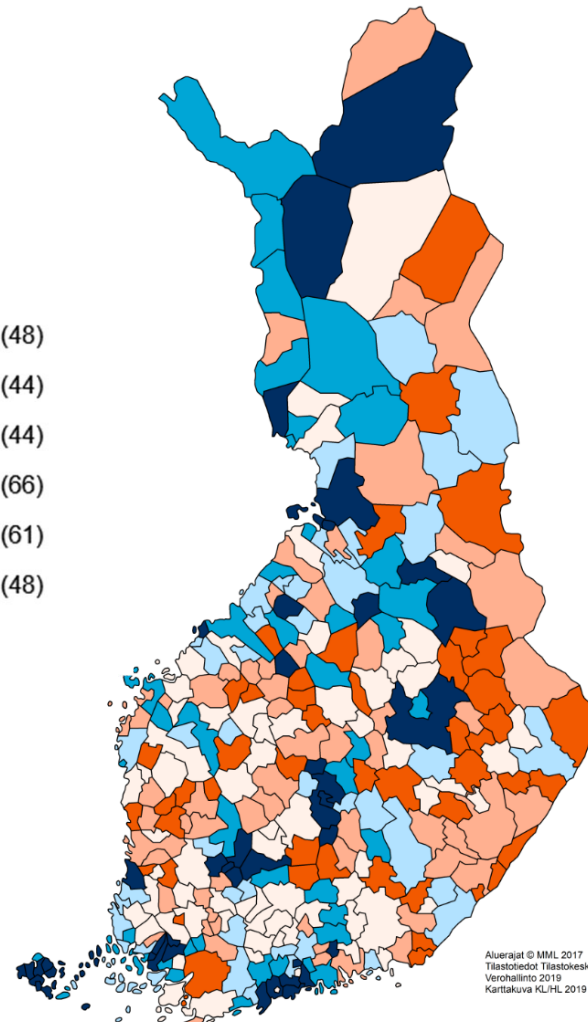 (48)
(44)
(44)
(66)
(61)
(48)
Aluerajat © MML 2017
Tilastotiedot Tilastokesk
Verohallinto 2019
Karttakuva KL/HL 2019